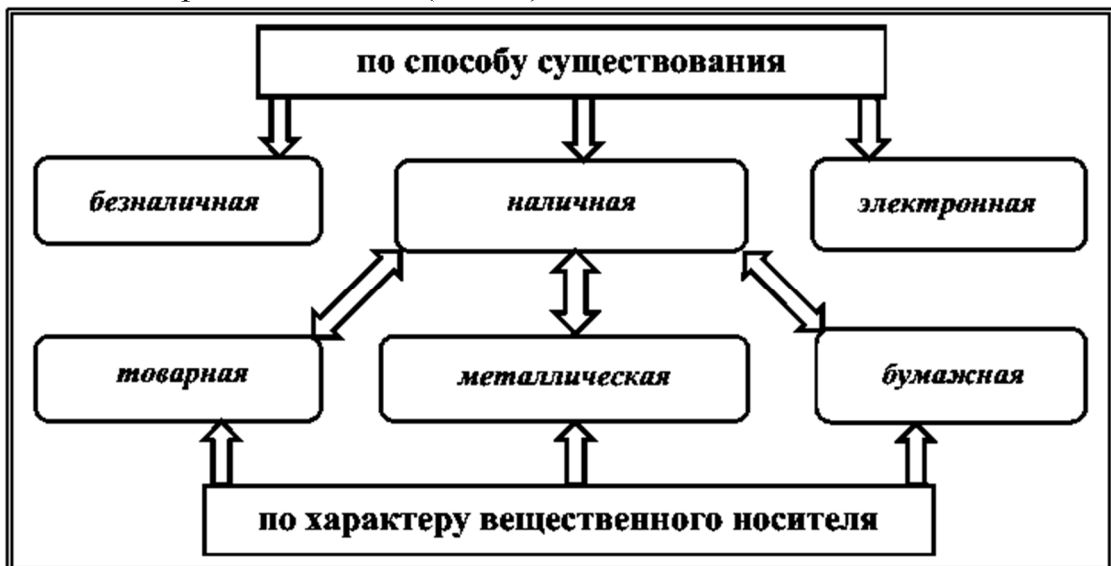 по способу существования
безналичная наличная электронная
товарная металлическая бумажная
по характеру вещественного носителя